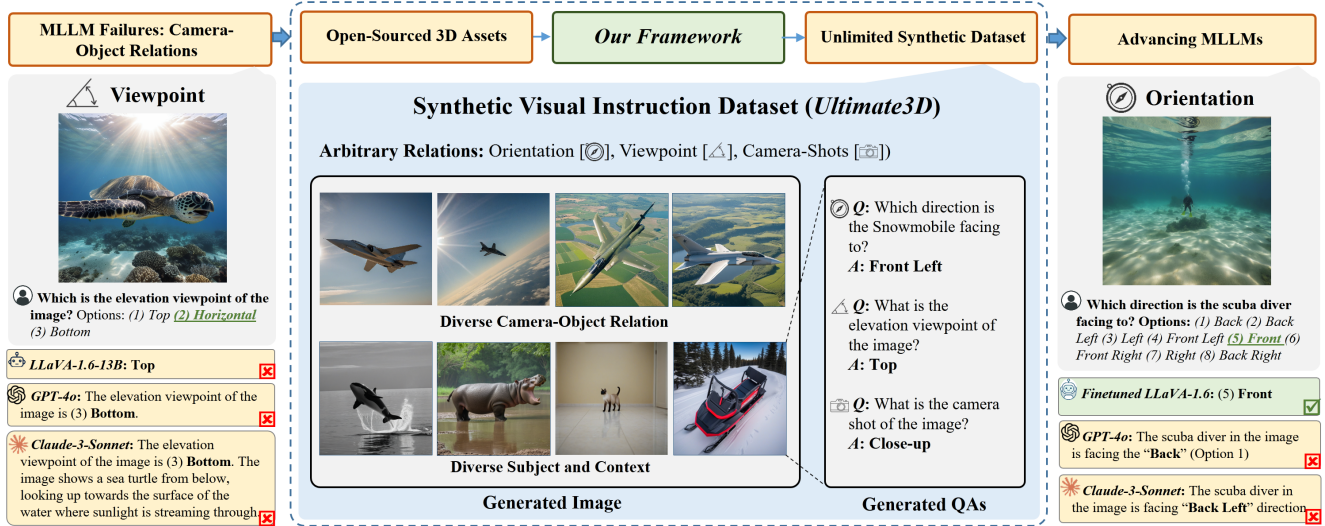 MLLM Failures: Camera-
Object Relations
Viewpoint
Which is the elevation viewpoint of the
image? Options: (1) Top (2) Horizontal
(3) Bottom
LLaVA-1.6-13B: Top
GPT-4o: The elevation viewpoint of the
image is (3) Bottom.
Claude-3-Sonnet: The elevation
viewpoint of the image is (3) Bottom. The
image shows a sea turtle from below,
looking up towards the surface of the
water where sunlight is streaming through.
Open-Sourced 3D Assets
Our Framework
Unlimited Synthetic Dataset
Synthetic Visual Instruction Dataset (Ultimate3D)
Arbitrary Relations: Orientation [], Viewpoint [], Camera-Shots [])
Diverse Camera-Object Relation
Diverse Subject and Context
Generated Image
Q: Which direction is
the Snowmobile facing
to?
A: Front Left
Q: What is the
elevation viewpoint of
the image?
A: Top
Q: What is the camera
shot of the image?
A: Close-up
Generated QAs
Advancing MLLMs
Orientation
Which direction is the scuba diver
facing to? Options: (1) Back (2) Back
Left (3) Left (4) Front Left (5) Front (6)
Front Right (7) Right (8) Back Right
Finetuned LLaVA-1.6: (5) Front
GPT-4o: The scuba diver in the image
is facing the “Back” (Option 1)
Claude-3-Sonnet: The scuba diver in
the image is facing “Back Left” direction